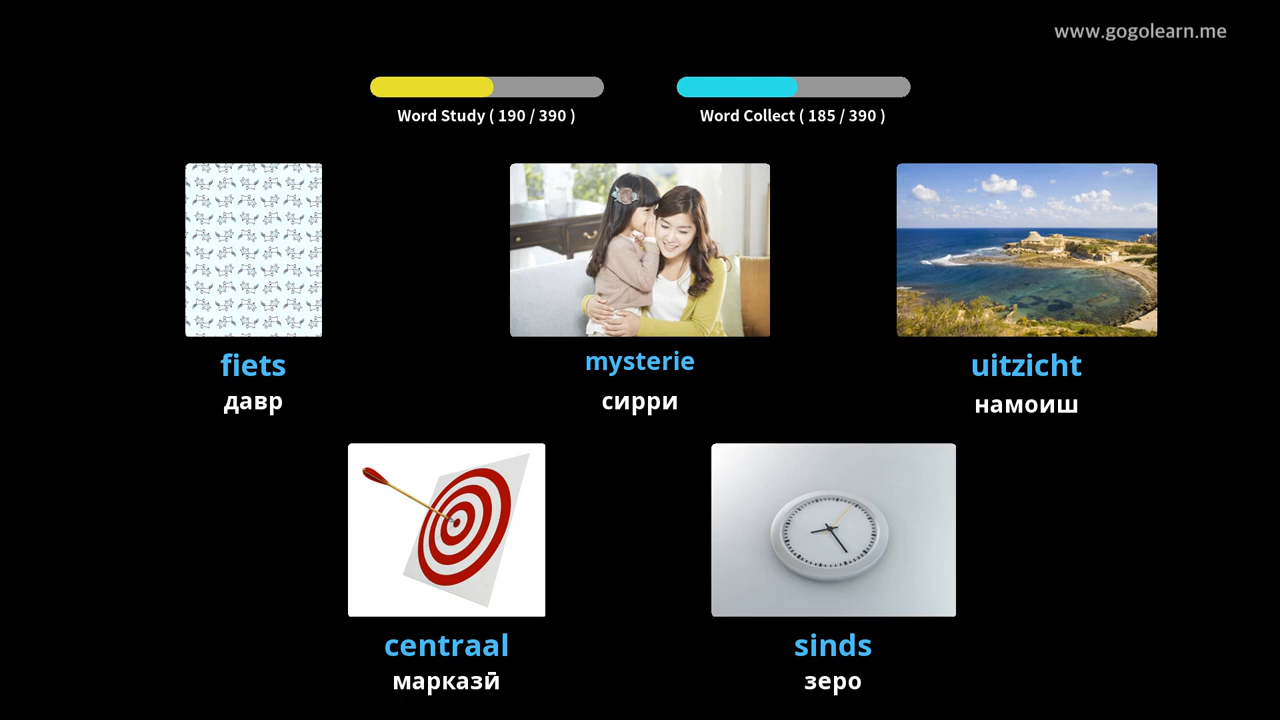 www.gogolearn.me
Word Study ( 190 / 390 )
Word Collect ( 185 / 390 )
fiets
давр
mysterie
сирри
uitzicht
намоиш
centraal
марказӣ
sinds
зеро